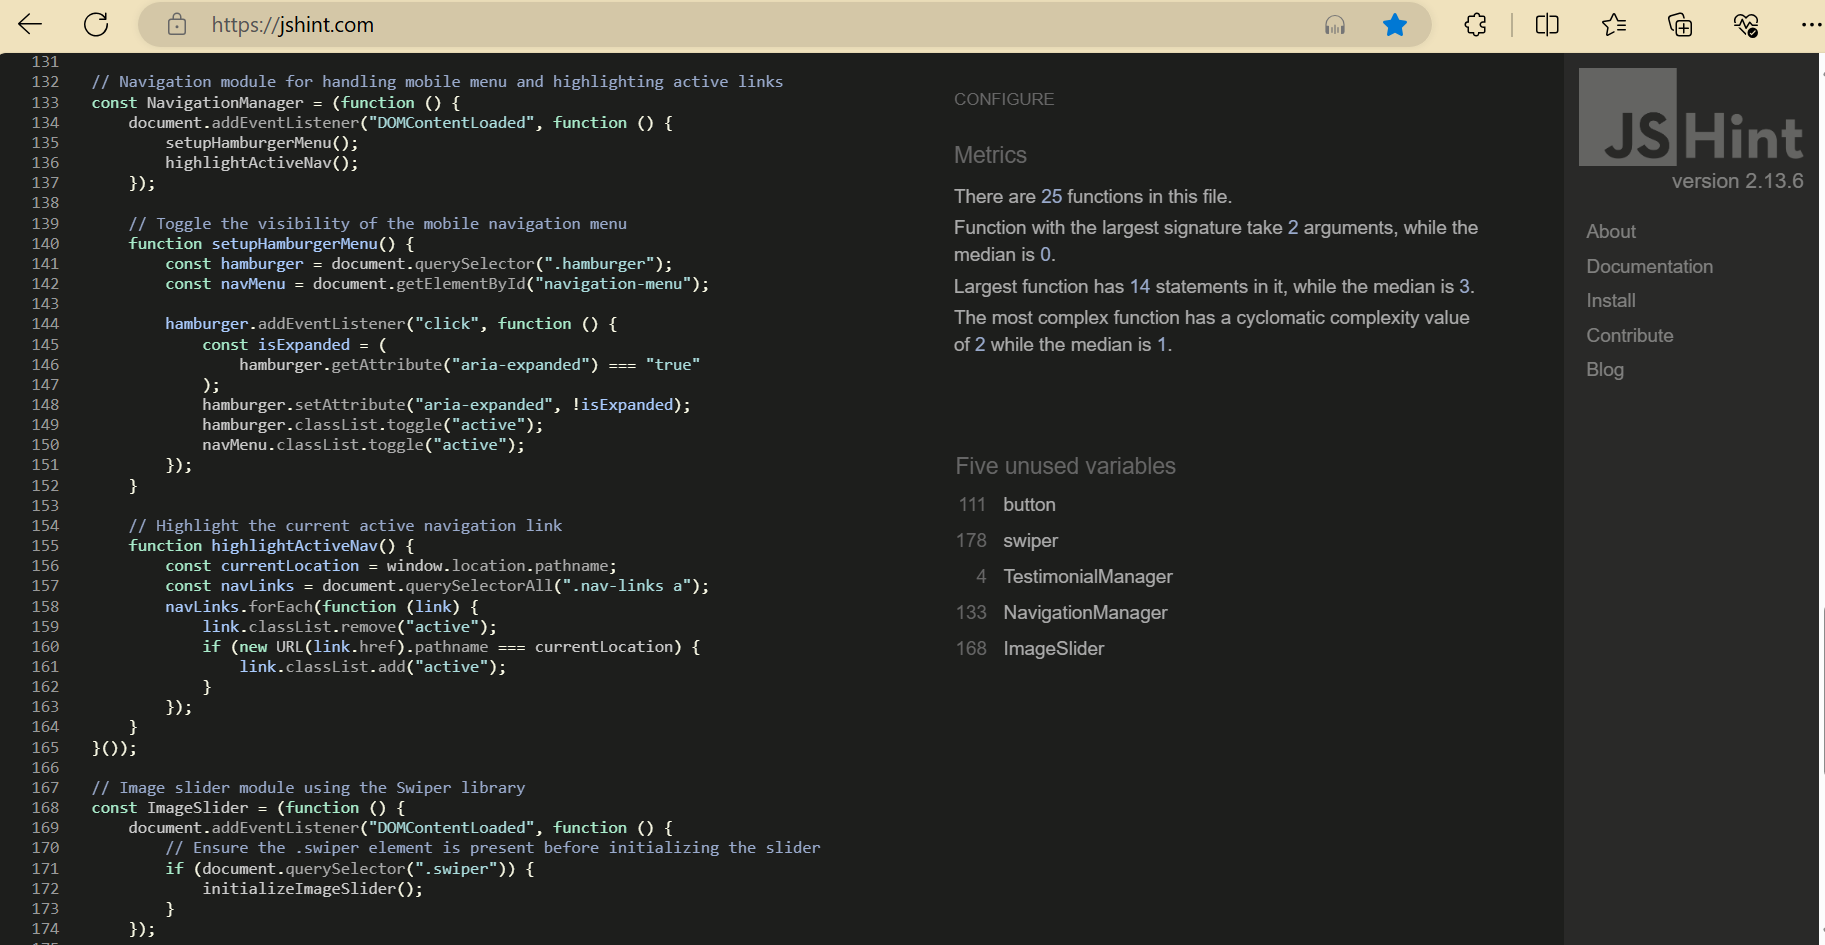 https://jshint.com
131
132 // Navigation module for handling mobile menu and highlighting active links
133 const NavigationManager = (function () {
134 document.addEventListener("DOMContentLoaded", function () {
135 setupHamburgerMenu();
136 highlightActiveNav();
137 });
138
139 // Toggle the visibility of the mobile navigation menu
140 function setupHamburgerMenu() {
141 const hamburger = document.querySelector(".hamburger");
142 const navMenu = document.getElementById("navigation-menu");
143
144 hamburger.addEventListener("click", function () {
145 const isExpanded = (
146 hamburger.getAttribute("aria-expanded") === "true"
147 );
148 hamburger.setAttribute("aria-expanded", !isExpanded);
149 hamburger.classList.toggle("active");
150 navMenu.classList.toggle("active");
151 });
152 }
153
154 // Highlight the current active navigation link
155 function highlightActiveNav() {
156 const currentLocation = window.location.pathname;
157 const navLinks = document.querySelectorAll(".nav-links a");
158 navLinks.forEach(function (link) {
159 link.classList.remove("active");
160 if (new URL(link.href).pathname === currentLocation) {
161 link.classList.add("active");
162 }
163 });
164 }
165 }());
166
167 // Image slider module using the Swiper library
168 const ImageSlider = (function () {
169 document.addEventListener("DOMContentLoaded", function () {
170 // Ensure the .swiper element is present before initializing the slider
171 if (document.querySelector(".swiper")) {
172 initializeImageSlider();
173 }
174 });
CONFIGURE
Metrics
There are 25 functions in this file.
Function with the largest signature take 2 arguments, while the
median is 0.
Largest function has 14 statements in it, while the median is 3.
The most complex function has a cyclomatic complexity value
of 2 while the median is 1.
Five unused variables
111 button
178 swiper
4 TestimonialManager
133 NavigationManager
168 ImageSlider
JSHint
version 2.13.6
About
Documentation
Install
Contribute
Blog